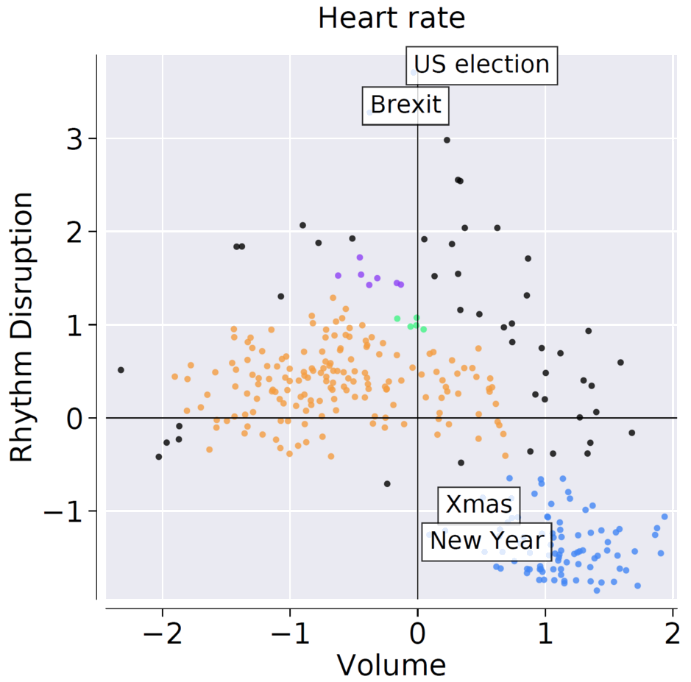 Heart rate
US election
Brexit
3
2
1
0
−1
Xmas
New Year
Rhythm Disruption
−2
−1
0
1
2
Volume